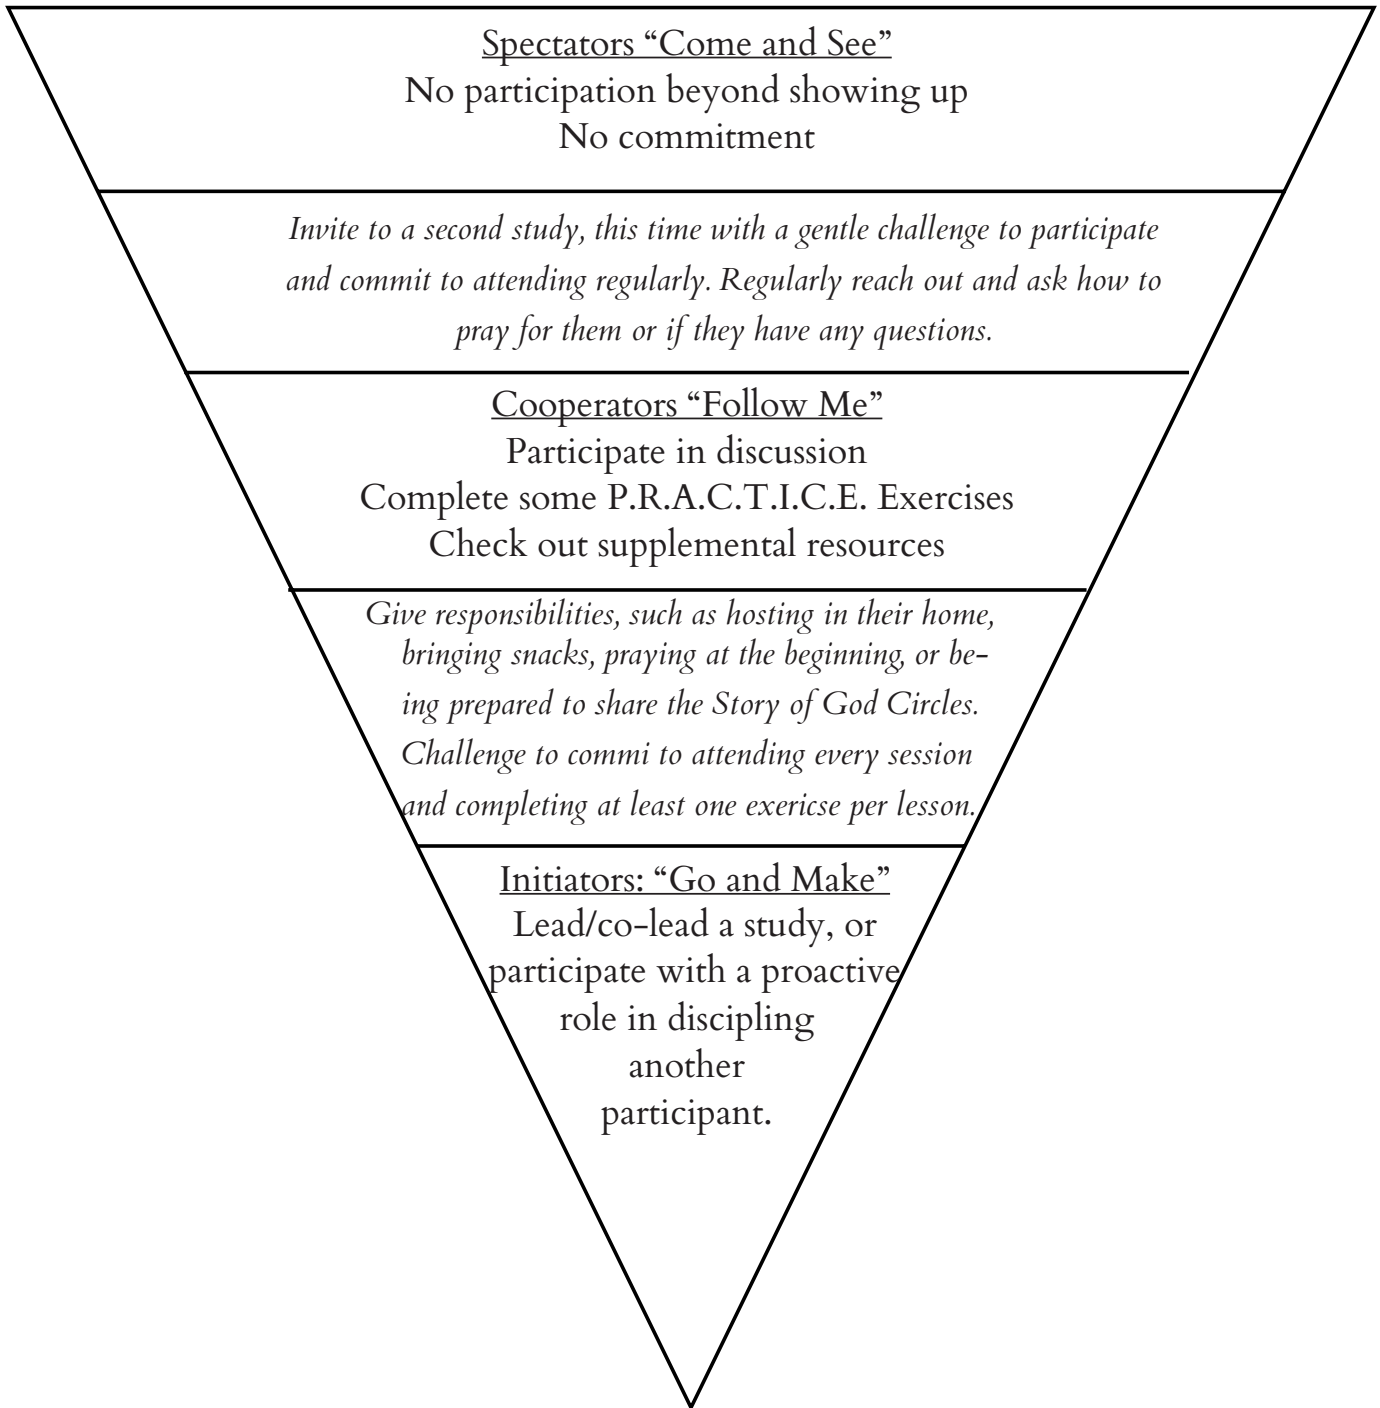 Spectators “Come and See”
No participation beyond showing up
No commitment
Invite to a second study, this time with a gentle challenge to participate
and commit to attending regularly. Regularly reach out and ask how to
pray for them or if they have any questions.
Cooperators “Follow Me”
Participate in discussion
Complete some P.R.A.C.T.I.C.E. Exercises
Check out supplemental resources
Give responsibilities, such as hosting in their home,
bringing snacks, praying at the beginning, or be-
ing prepared to share the Story of God Circles.
Challenge to commi to attending every session
and completing at least one exericse per lesson.
Initiators: “Go and Make”
Lead/co-lead a study, or
participate with a proactive
role in discipling
another
participant.